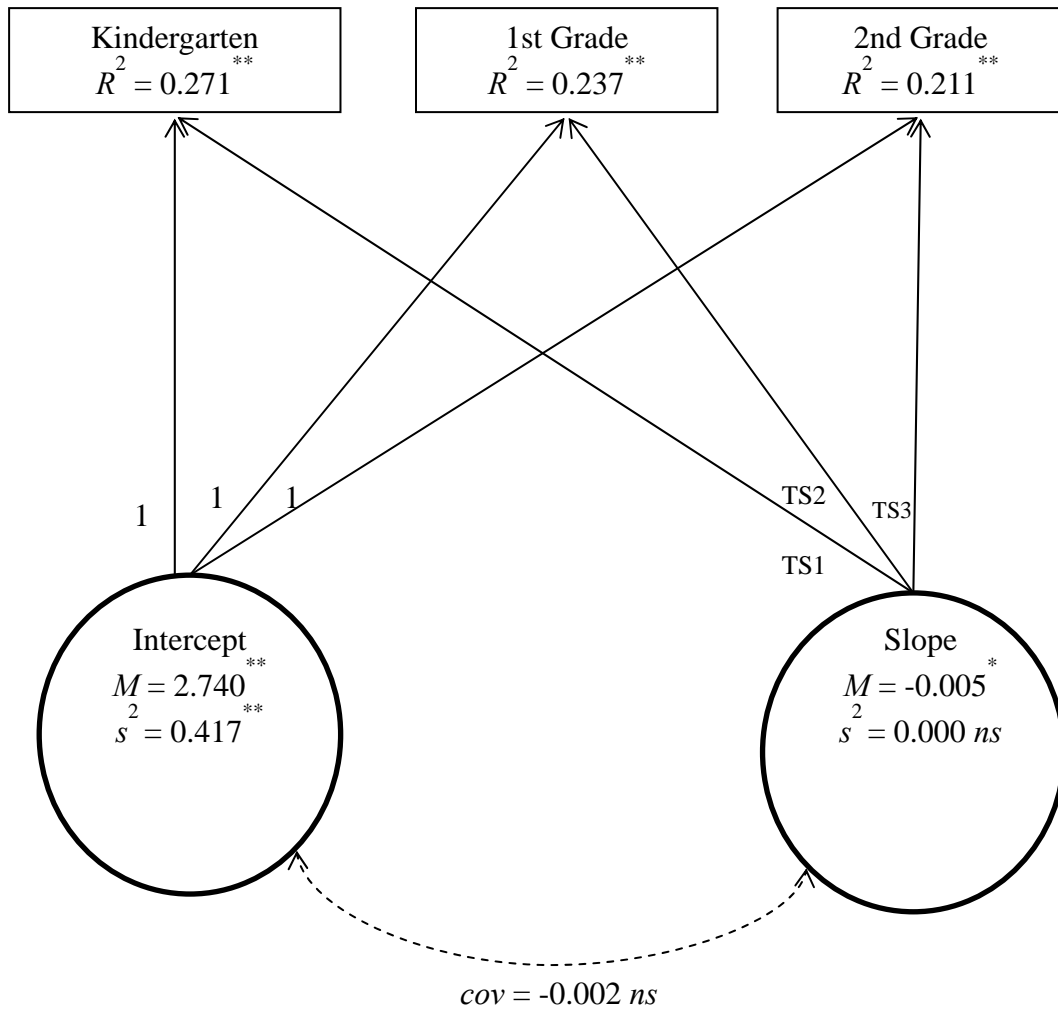 Kindergarten
R² = 0.271**
1st Grade
R² = 0.237**
2nd Grade
R² = 0.211**
1
1
1
TS2
TS3
TS1
Intercept
M = 2.740**
s² = 0.417**
Slope
M = -0.005*
s² = 0.000 ns
cov = -0.002 ns